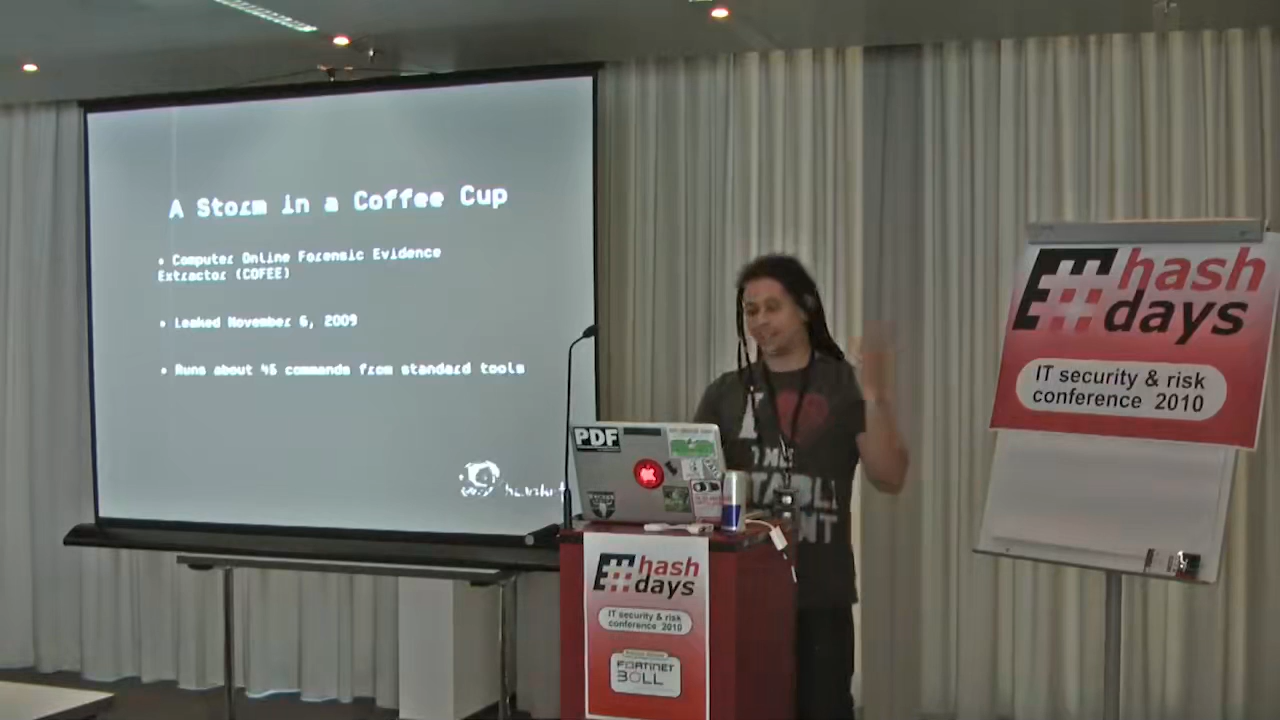 A Storm in a Coffee Cup
• Computer Online Forensic Evidence
Extractor (COFEE)
• Leaked November 6, 2009
• Runs about 45 commands from standard tools
PDF
I
hash
days
IT security & risk
conference 2010
hash
days
IT security & risk
conference 2010
FORTINET
BOLL